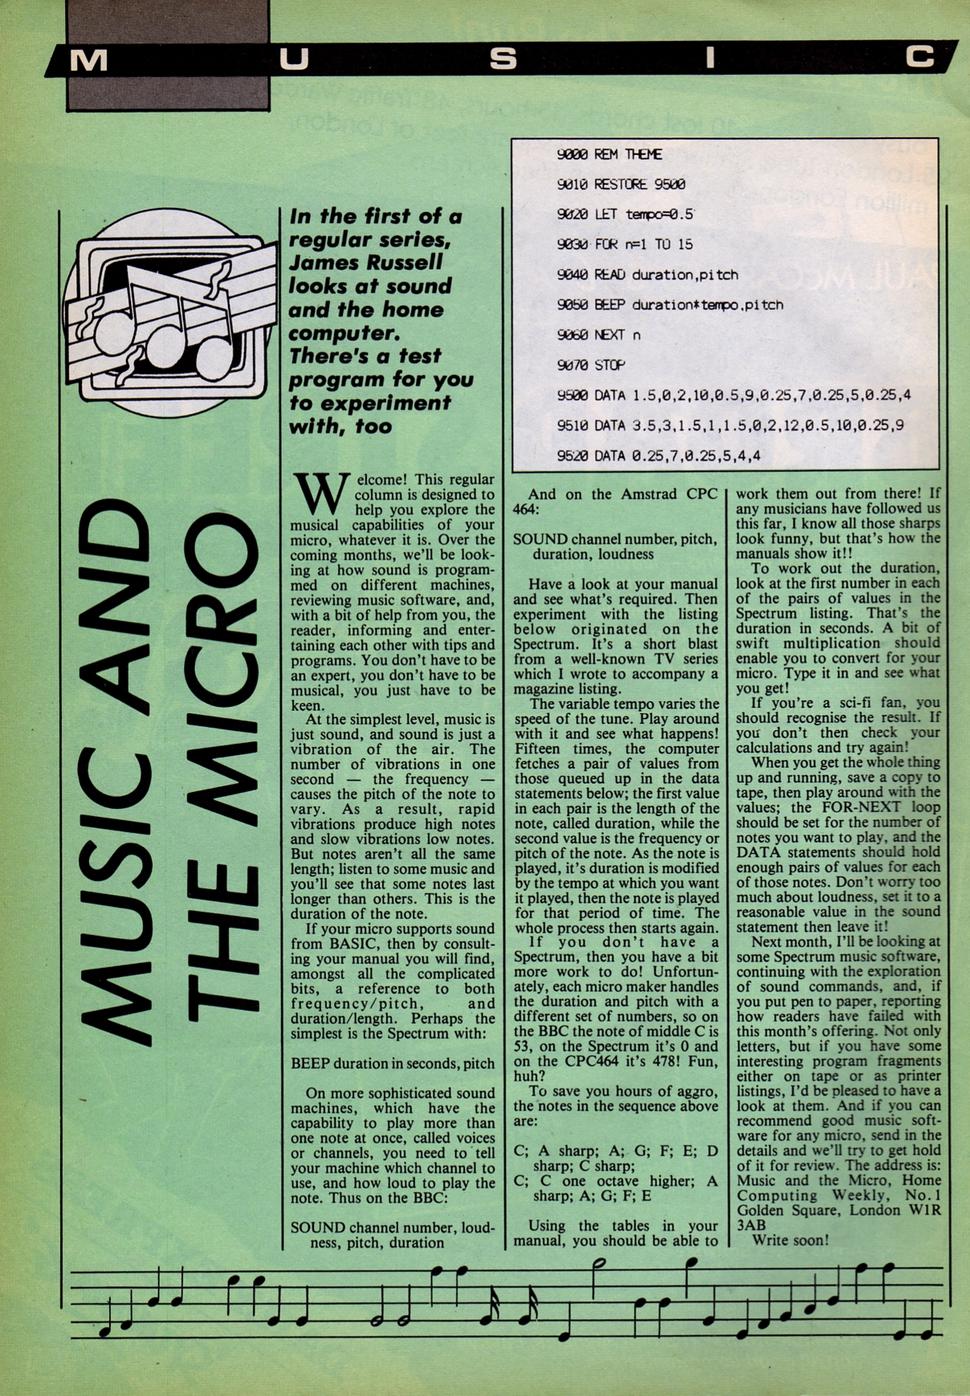 MUSIC
MUSIC AND
THE MICRO
In the first of a
regular series,
James Russell
looks at sound
and the home
computer.
There's a test
program for you
to experiment
with, too
9000 REM THEME
9010 RESTORE 9500
9020 LET tempo=0.5
9030 FOR n=1 TO 15
9040 READ duration,pitch
9050 BEEP duration*tempo,pitch
9060 NEXT n
9070 STOP
9500 DATA 1.5,0,2,10,0.5,9,0.25,7,0.25,5,0.25,4
9510 DATA 3.5,3,1.5,1,1.5,0,2,12,0.5,10,0.25,9
9520 DATA 0.25,7,0.25,5,4,4
Welcome! This regular
column is designed to
help you explore the
musical capabilities of your
micro, whatever it is. Over the
coming months, we'll be look-
ing at how sound is program-
med on different machines,
reviewing music software, and,
with a bit of help from you, the
reader, informing and enter-
taining each other with tips and
programs. You don't have to be
an expert, you don't have to be
musical, you just have to be
keen.
At the simplest level, music is
just sound, and sound is just a
vibration of the air. The
number of vibrations in one
second — the frequency —
causes the pitch of the note to
vary. As a result, rapid
vibrations produce high notes
and slow vibrations low notes.
But notes aren't all the same
length; listen to some music and
you'll see that some notes last
longer than others. This is the
duration of the note.
If your micro supports sound
from BASIC, then by consult-
ing your manual you will find,
amongst all the complicated
bits, a reference to both
frequency/pitch, and
duration/length. Perhaps the
simplest is the Spectrum with:
BEEP duration in seconds, pitch
On more sophisticated sound
machines, which have the
capability to play more than
one note at once, called voices
or channels, you need to tell
your machine which channel to
use, and how loud to play the
note. Thus on the BBC:
SOUND channel number, loud-
ness, pitch, duration
And on the Amstrad CPC
464:
SOUND channel number, pitch,
duration, loudness
Have a look at your manual
and see what's required. Then
experiment with the listing
below originated on the
Spectrum. It's a short blast
from a well-known TV series
which I wrote to accompany a
magazine listing.
The variable tempo varies the
speed of the tune. Play around
with it and see what happens!
Fifteen times, the computer
fetches a pair of values from
those queued up in the data
statements below; the first value
in each pair is the length of the
note, called duration, while the
second value is the frequency or
pitch of the note. As the note is
played, it's duration is modified
by the tempo at which you want
it played, then the note is played
for that period of time. The
whole process then starts again.
If you don't have a
Spectrum, then you have a bit
more work to do! Unfortun-
ately, each micro maker handles
the duration and pitch with a
different set of numbers, so on
the BBC the note of middle C is
53, on the Spectrum it's 0 and
on the CPC464 it's 478! Fun,
huh?
To save you hours of aggro,
the notes in the sequence above
are:
C; A sharp; A; G; F; E; D
sharp; C sharp;
C; C one octave higher; A
sharp; A; G; F; E
Using the tables in your
manual, you should be able to
work them out from there! If
any musicians have followed us
this far, I know all those sharps
look funny, but that's how the
manuals show it!!
To work out the duration,
look at the first number in each
of the pairs of values in the
Spectrum listing. That's the
duration in seconds. A bit of
swift multiplication should
enable you to convert for your
micro. Type it in and see what
you get!
If you're a sci-fi fan, you
should recognise the result. If
you don't then check your
calculations and try again!
When you get the whole thing
up and running, save a copy to
tape, then play around with the
values; the FOR-NEXT loop
should be set for the number of
notes you want to play, and the
DATA statements should hold
enough pairs of values for each
of those notes. Don't worry too
much about loudness, set it to a
reasonable value in the sound
statement then leave it!
Next month, I'll be looking at
some Spectrum music software,
continuing with the exploration
of sound commands, and, if
you put pen to paper, reporting
how readers have failed with
this month's offering. Not only
letters, but if you have some
interesting program fragments
either on tape or as printer
listings, I'd be pleased to have a
look at them. And if you can
recommend good music soft-
ware for any micro, send in the
details and we'll try to get hold
of it for review. The address is:
Music and the Micro, Home
Computing Weekly, No.1
Golden Square, London W1R
3AB
Write soon!